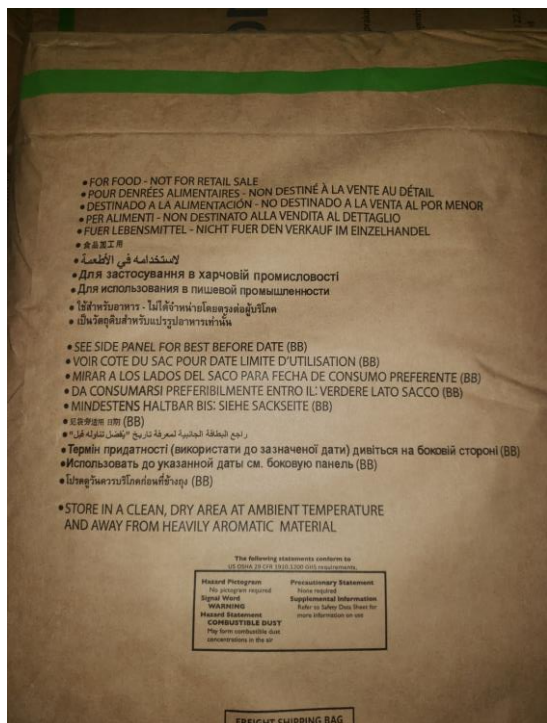 • FOR FOOD - NOT FOR RETAIL SALE
• POUR DENRÉES ALIMENTAIRES - NON DESTINÉ À LA VENTE AU DÉTAIL
• DESTINADO A LA ALIMENTACIÓN - NO DESTINADO A LA VENTA AL POR MENOR
• PER ALIMENTI - NON DESTINATO ALLA VENDITA AL DETTAGLIO
• FUER LEBENSMITTEL - NICHT FUER DEN VERKAUF IM EINZELHANDEL
• 食品加工用
• لاستخدامه في الأطعمة
• Для застосування в харчовій промисловості
• Для использования в пишевой промышленности
• ใช้สำหรับอาหาร - ไม่ได้จำหน่ายโดยตรงต่อผู้บริโภค
• เป็นวัตถุดิบสำหรับแปรรูปอาหารเท่านั้น
• SEE SIDE PANEL FOR BEST BEFORE DATE (BB)
• VOIR COTE DU SAC POUR DATE LIMITE D'UTILISATION (BB)
• MIRAR A LOS LADOS DEL SACO PARA FECHA DE CONSUMO PREFERENTE (BB)
• DA CONSUMARSI PREFERIBILMENTE ENTRO IL: VERDERE LATO SACCO (BB)
• MINDESTENS HALTBAR BIS: SIEHE SACKSEITE (BB)
• 日期 (BB)
• راجع البطاقة الجانبية لمعرفة تاريخ "يُفضل تناوله قبل"
• Термін придатності (використати до зазначеної дати) дивіться на боковій стороні (BB)
• Использовать до указанной даты см. боковую панель (BB)
• โปรดดูวันควรบริโภคก่อนที่ข้างถุง (BB)
• STORE IN A CLEAN, DRY AREA AT AMBIENT TEMPERATURE
AND AWAY FROM HEAVILY AROMATIC MATERIAL
The following statements conform to
US OSHA 29 CFR 1910.1200 GHS requirements.
Hazard Pictogram
No pictogram required
Signal Word
WARNING
Hazard Statement
COMBUSTIBLE DUST
May form combustible dust
concentrations in the air
Precautionary Statement
None required
Supplemental Information
Refer to Safety Data Sheet for
more information on use
FREIGHT SHIPPING BAG